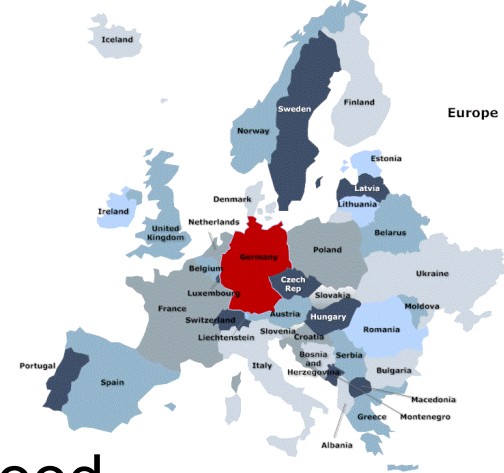 Iceland
Finland
Sweden
Europe
Norway
Estonia
Latvia
Lithuania
Denmark
Ireland
Netherlands
United
Kingdom
Belarus
Poland
Germany
Belgium
Ukraine
Czech
Rep
Luxembourg
Slovakia
Moldova
France
Austria
Hungary
Switzerland
Romania
Slovenia
Liechtenstein
Croatia
Bosnia
and
Herzegovina
Serbia
Italy
Bulgaria
Portugal
Spain
Macedonia
Greece
Montenegro
Albania